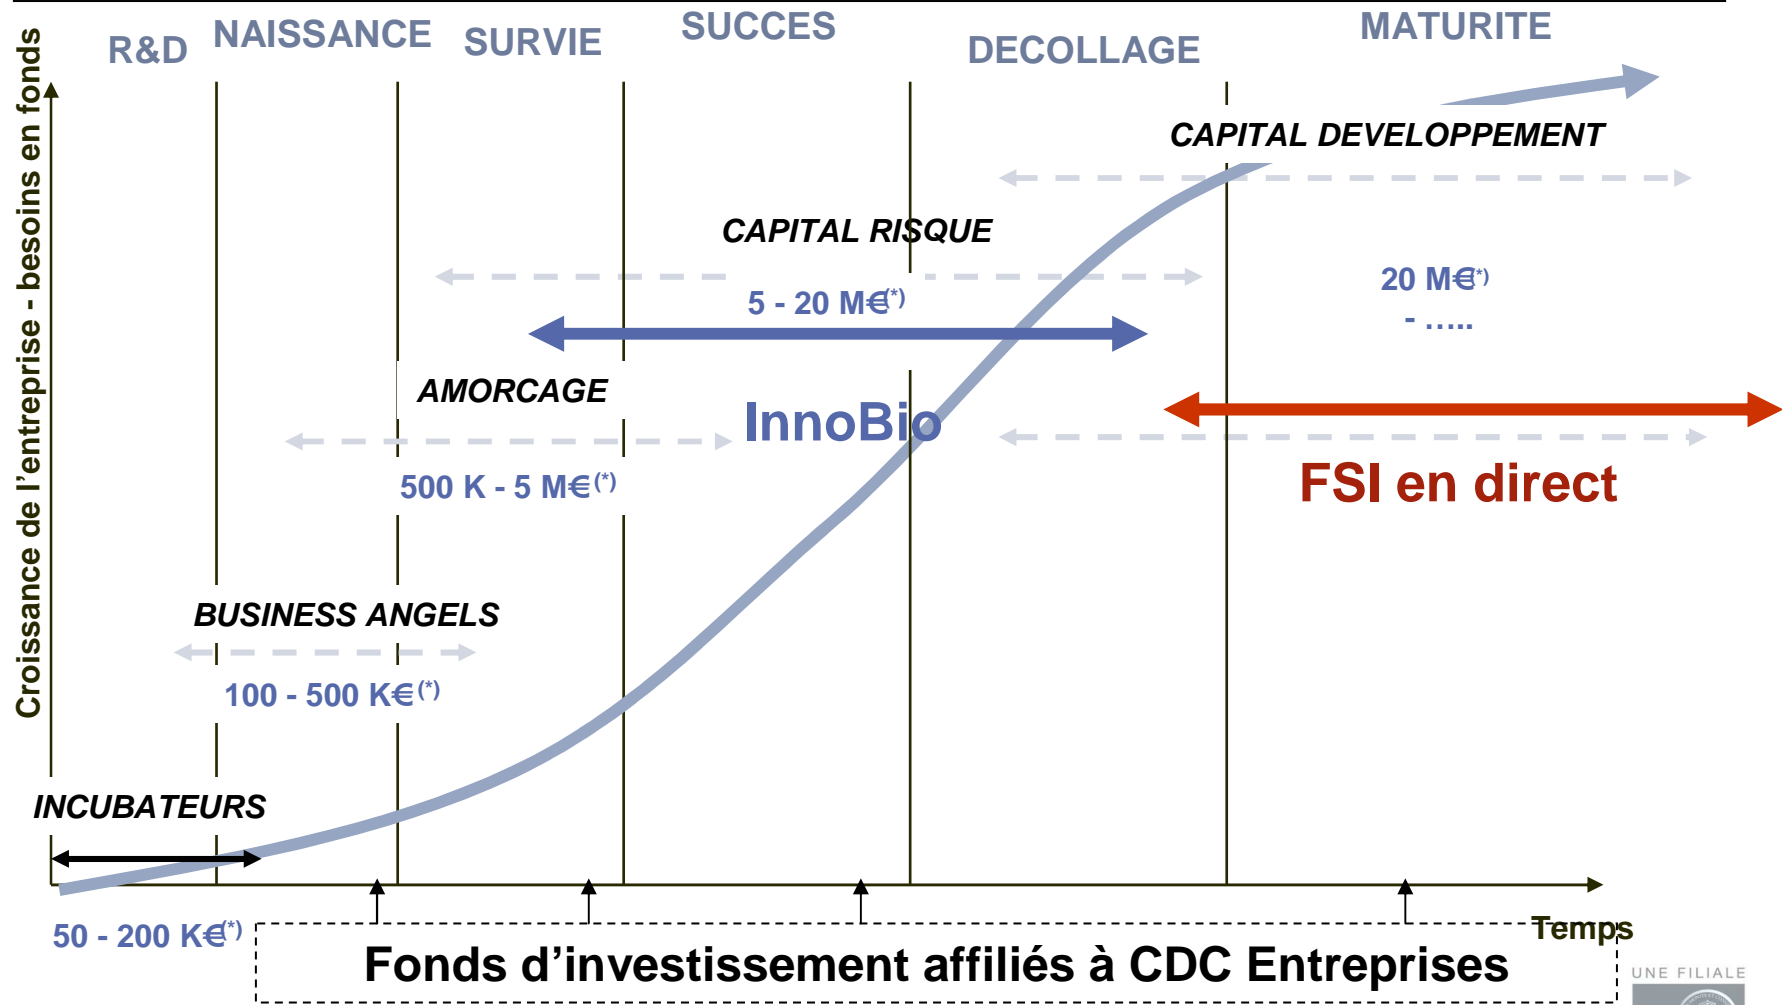 R&D
NAISSANCE
SURVIE
SUCCES
DECOLLAGE
MATURITE
Croissance de l'entreprise - besoins en fonds
CAPITAL DEVELOPPEMENT
CAPITAL RISQUE
20 M€(*)
- .....
5 - 20 M€(*)
AMORCAGE
InnoBio
500 K - 5 M€(*)
FSI en direct
BUSINESS ANGELS
100 - 500 K€(*)
INCUBATEURS
50 - 200 K€(*)
Temps
Fonds d'investissement affiliés à CDC Entreprises
UNE FILIALE